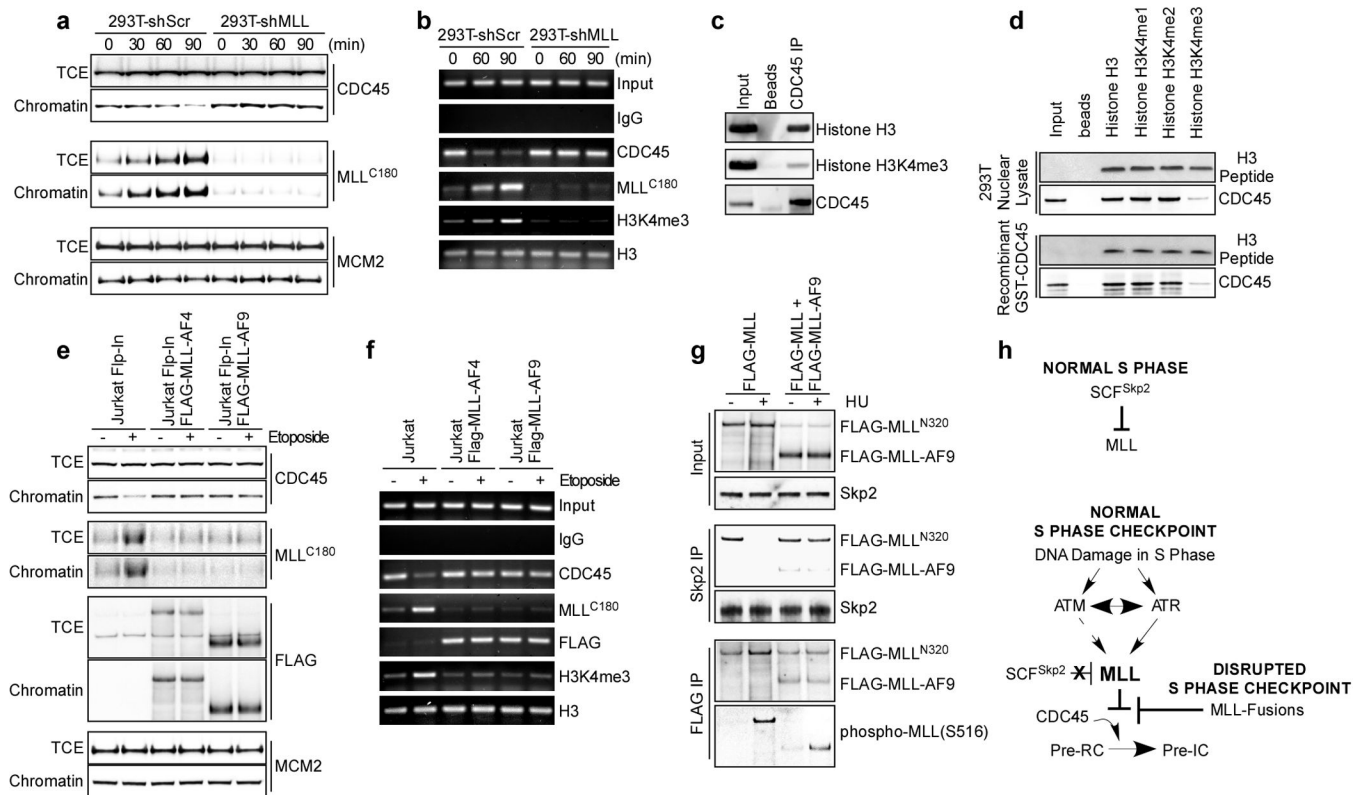 a
293T-shScr 293T-shMLL
0 30 60 90 0 30 60 90 (min)
TCE
Chromatin
CDC45
TCE
Chromatin
MLL^C180
TCE
Chromatin
MCM2
b
293T-shScr 293T-shMLL
0 60 90 0 60 90 (min)
Input
IgG
CDC45
MLL^C180
H3K4me3
H3
c
Input
Beads
CDC45 IP
Histone H3
Histone H3K4me3
CDC45
d
Input
beads
Histone H3
Histone H3K4me1
Histone H3K4me2
Histone H3K4me3
293T
Nuclear
Lysate
H3
Peptide
CDC45
Recombinant
GST-CDC45
H3
Peptide
CDC45
e
Jurkat Flp-In
Jurkat Flp-In
FLAG-MLL-AF4
Jurkat Flp-In
FLAG-MLL-AF9
- + - + - + Etoposide
TCE
Chromatin
CDC45
TCE
Chromatin
MLL^C180
TCE
Chromatin
FLAG
TCE
Chromatin
MCM2
f
Jurkat
Jurkat
Flag-MLL-AF4
Jurkat
Flag-MLL-AF9
- + - + - + Etoposide
Input
IgG
CDC45
MLL^C180
FLAG
H3K4me3
H3
g
FLAG-MLL
FLAG-MLL +
FLAG-MLL-AF9
- + - + HU
Input
FLAG-MLL^N320
FLAG-MLL-AF9
Skp2
Skp2 IP
FLAG-MLL^N320
FLAG-MLL-AF9
Skp2
FLAG IP
FLAG-MLL^N320
FLAG-MLL-AF9
phospho-MLL(S516)
h
NORMAL S PHASE
SCF^Skp2
MLL
NORMAL
S PHASE CHECKPOINT
DNA Damage in S Phase
ATM ATR
SCF^Skp2 X MLL
DISRUPTED
S PHASE CHECKPOINT
MLL-Fusions
CDC45
Pre-RC Pre-IC